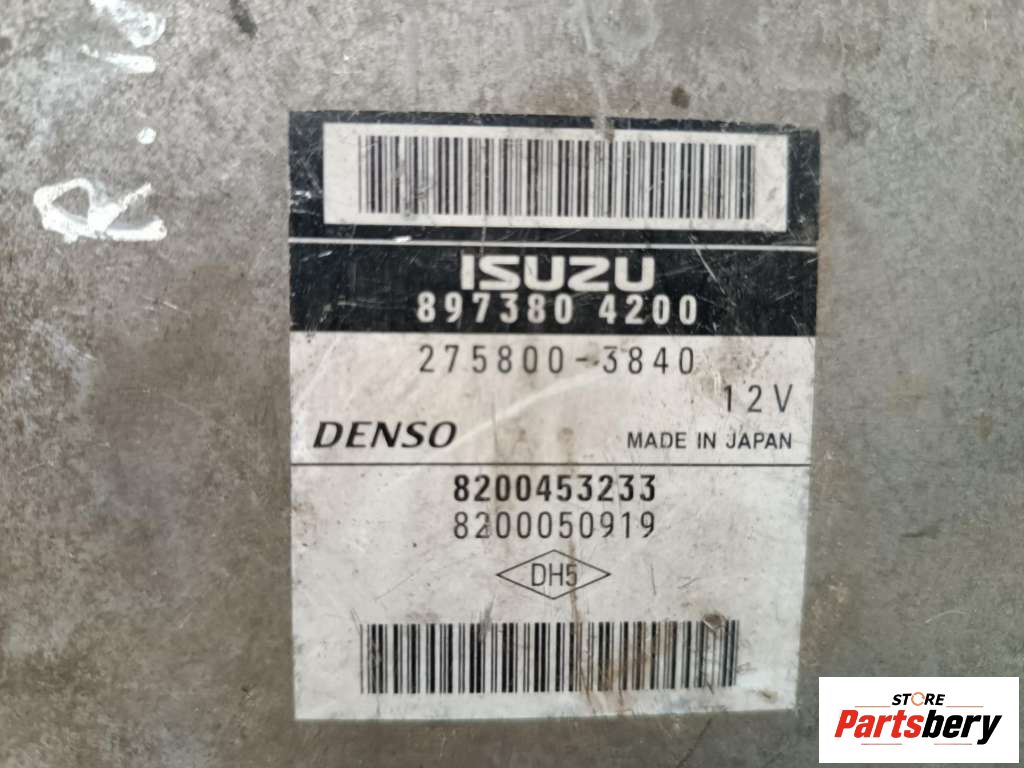 ISUZU
897380 4200
275800-3840
12V
DENSO MADE IN JAPAN
8200453233
8200050919
DH5
STORE
Partsbery